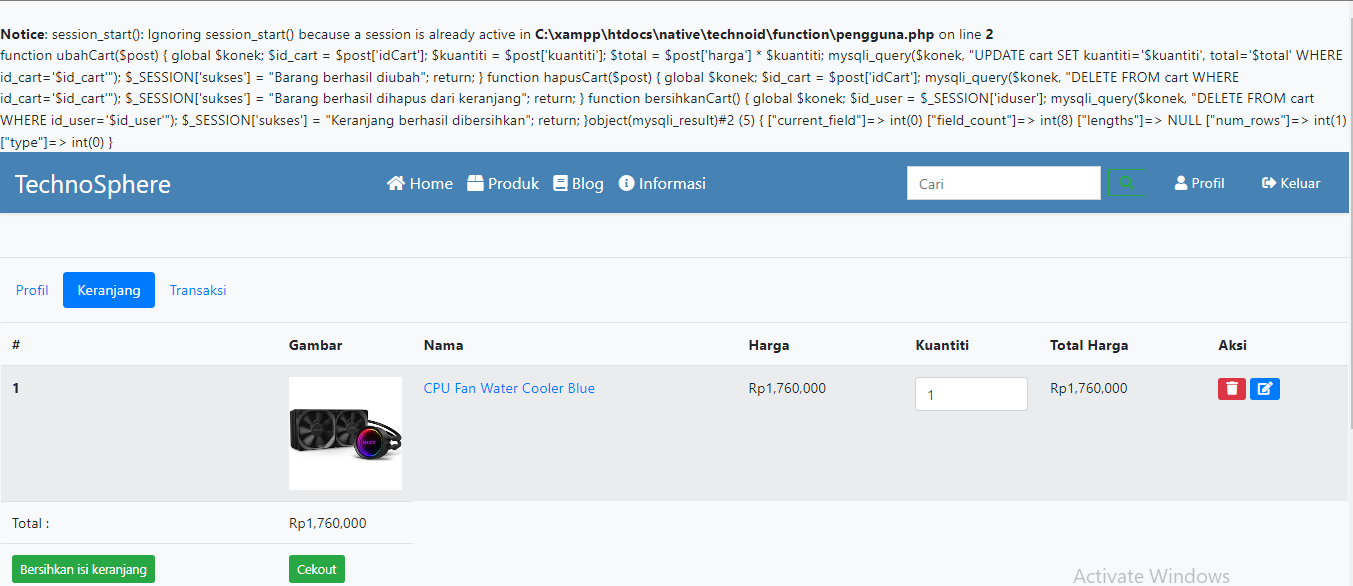 Notice: session_start(): Ignoring session_start() because a session is already active in C:\xampp\htdocs\native\technoid\function\pengguna.php on line 2
function ubahCart($post) { global $konek; $id_cart = $post['idCart']; $kuantiti = $post['kuantiti']; $total = $post['harga'] * $kuantiti; mysqli_query($konek, "UPDATE cart SET kuantiti='$kuantiti', total='$total' WHERE
id_cart='$id_cart'"); $_SESSION['sukses'] = "Barang berhasil diubah"; return; } function hapusCart($post) { global $konek; $id_cart = $post['idCart']; mysqli_query($konek, "DELETE FROM cart WHERE
id_cart='$id_cart'"); $_SESSION['sukses'] = "Barang berhasil dihapus dari keranjang"; return; } function bersihkanCart() { global $konek; $id_user = $_SESSION['iduser']; mysqli_query($konek, "DELETE FROM cart
WHERE id_user='$id_user'"); $_SESSION['sukses'] = "Keranjang berhasil dibersihkan"; return; }object(mysqli_result)#2 (5) { ["current_field"]=> int(0) ["field_count"]=> int(8) ["lengths"]=> NULL ["num_rows"]=> int(1)
["type"]=> int(0) }
TechnoSphere Home Produk Blog Informasi Cari Profil Keluar
Profil Keranjang Transaksi
# Gambar Nama Harga Kuantiti Total Harga Aksi
1 CPU Fan Water Cooler Blue Rp1,760,000 1 Rp1,760,000
Total : Rp1,760,000
Bersihkan isi keranjang Cekout
Activate Windows